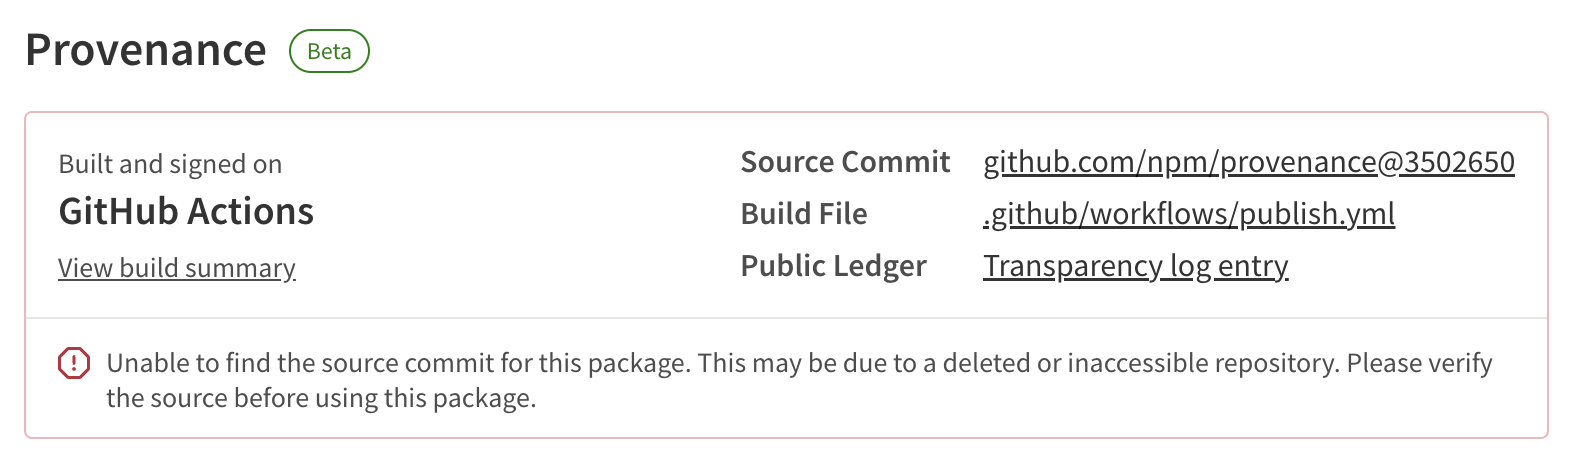 Provenance Beta
Built and signed on
GitHub Actions
View build summary
Source Commit github.com/npm/provenance@3502650
Build File .github/workflows/publish.yml
Public Ledger Transparency log entry
Unable to find the source commit for this package. This may be due to a deleted or inaccessible repository. Please verify
the source before using this package.